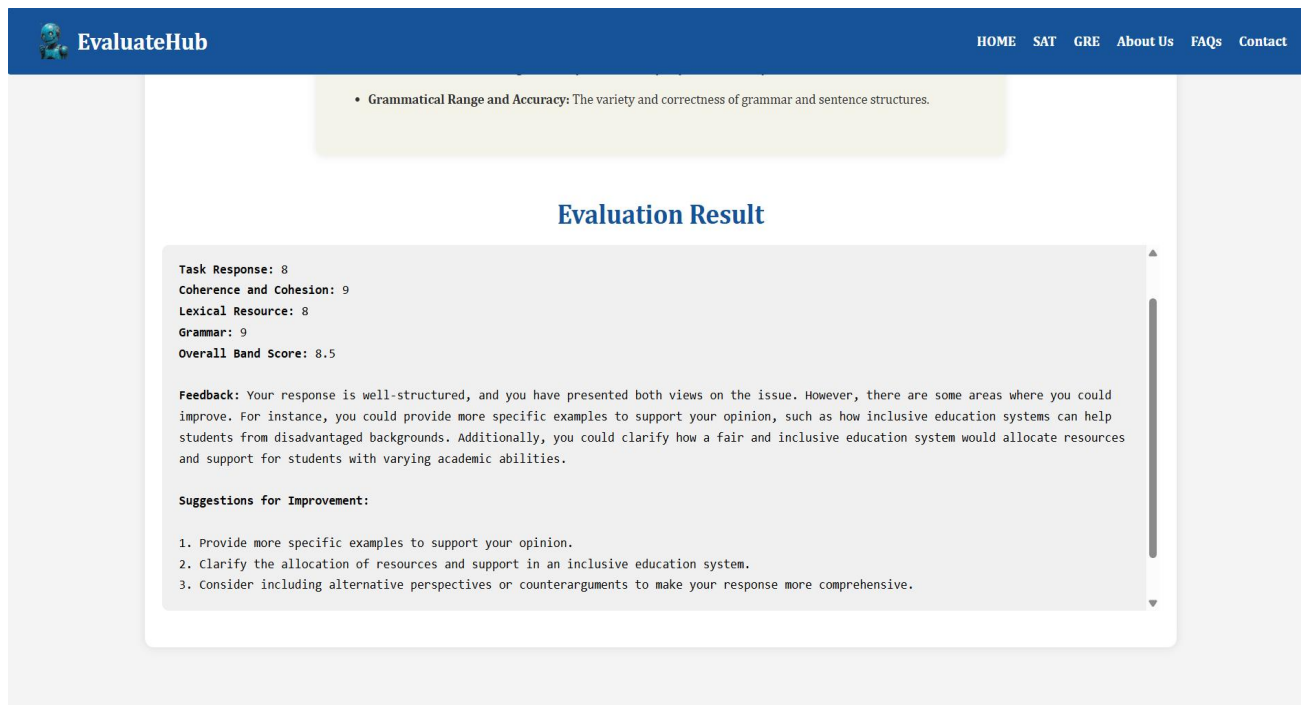 EvaluateHub
HOME SAT GRE About Us FAQs Contact
• Grammatical Range and Accuracy: The variety and correctness of grammar and sentence structures.
Evaluation Result
Task Response: 8
Coherence and Cohesion: 9
Lexical Resource: 8
Grammar: 9
Overall Band Score: 8.5
Feedback: Your response is well-structured, and you have presented both views on the issue. However, there are some areas where you could
improve. For instance, you could provide more specific examples to support your opinion, such as how inclusive education systems can help
students from disadvantaged backgrounds. Additionally, you could clarify how a fair and inclusive education system would allocate resources
and support for students with varying academic abilities.
Suggestions for Improvement:
1. Provide more specific examples to support your opinion.
2. Clarify the allocation of resources and support in an inclusive education system.
3. Consider including alternative perspectives or counterarguments to make your response more comprehensive.